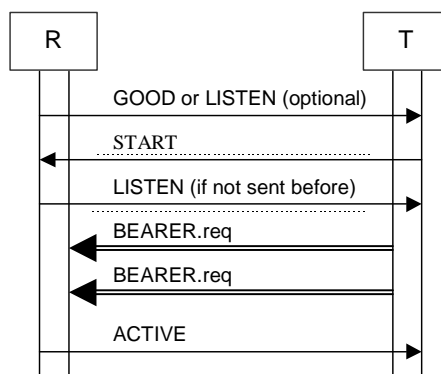 R
T
GOOD or LISTEN (optional)
START
LISTEN (if not sent before)
BEARER.req
BEARER.req
ACTIVE